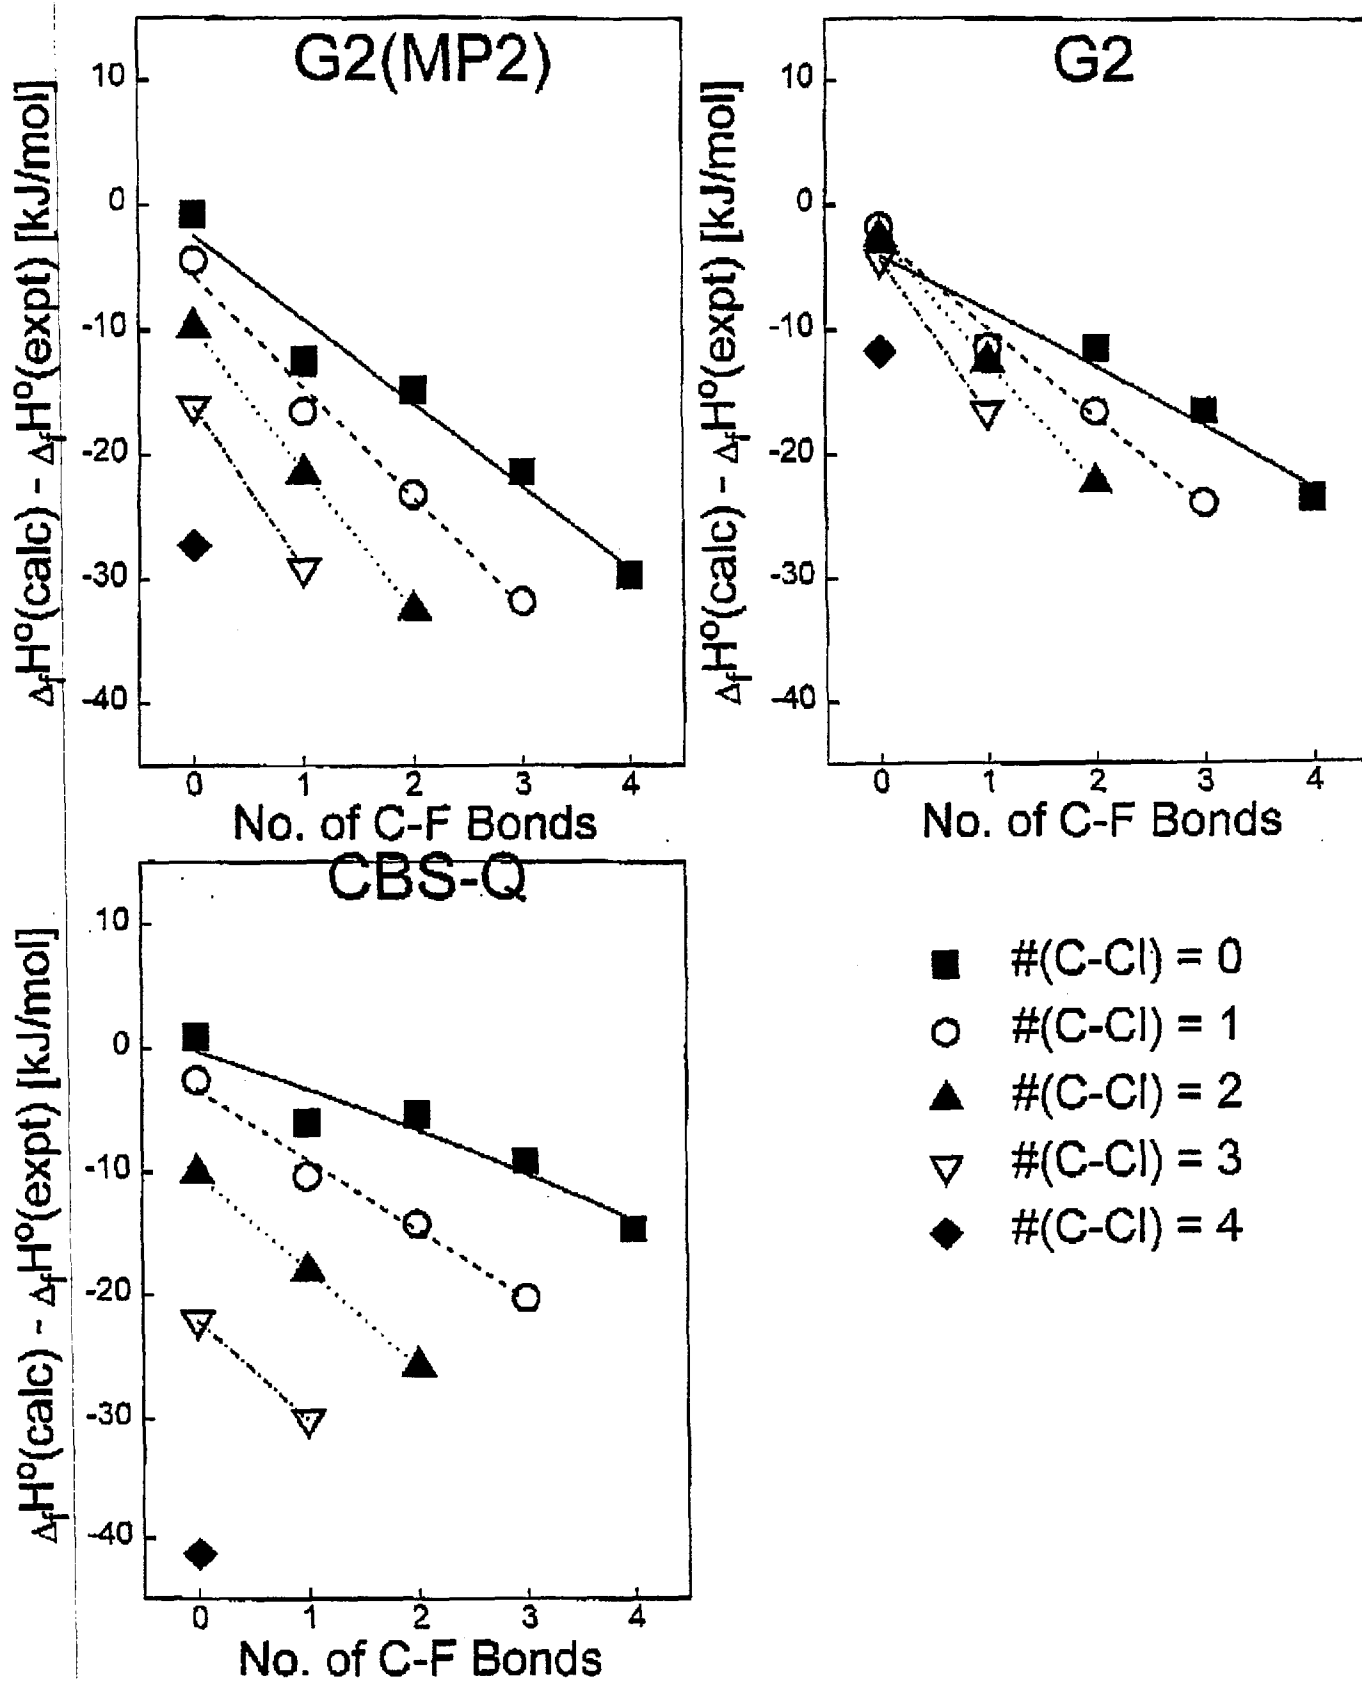 G2(MP2)
ΔfH°(calc) - ΔfH°(expt) [kJ/mol]
10
0
-10
-20
-30
-40
0 1 2 3 4
No. of C-F Bonds
G2
ΔfH°(calc) - ΔfH°(expt) [kJ/mol]
10
0
-10
-20
-30
-40
0 1 2 3 4
No. of C-F Bonds
CBS-Q
ΔfH°(calc) - ΔfH°(expt) [kJ/mol]
10
0
-10
-20
-30
-40
0 1 2 3 4
No. of C-F Bonds
#(C-Cl) = 0
#(C-Cl) = 1
#(C-Cl) = 2
#(C-Cl) = 3
#(C-Cl) = 4